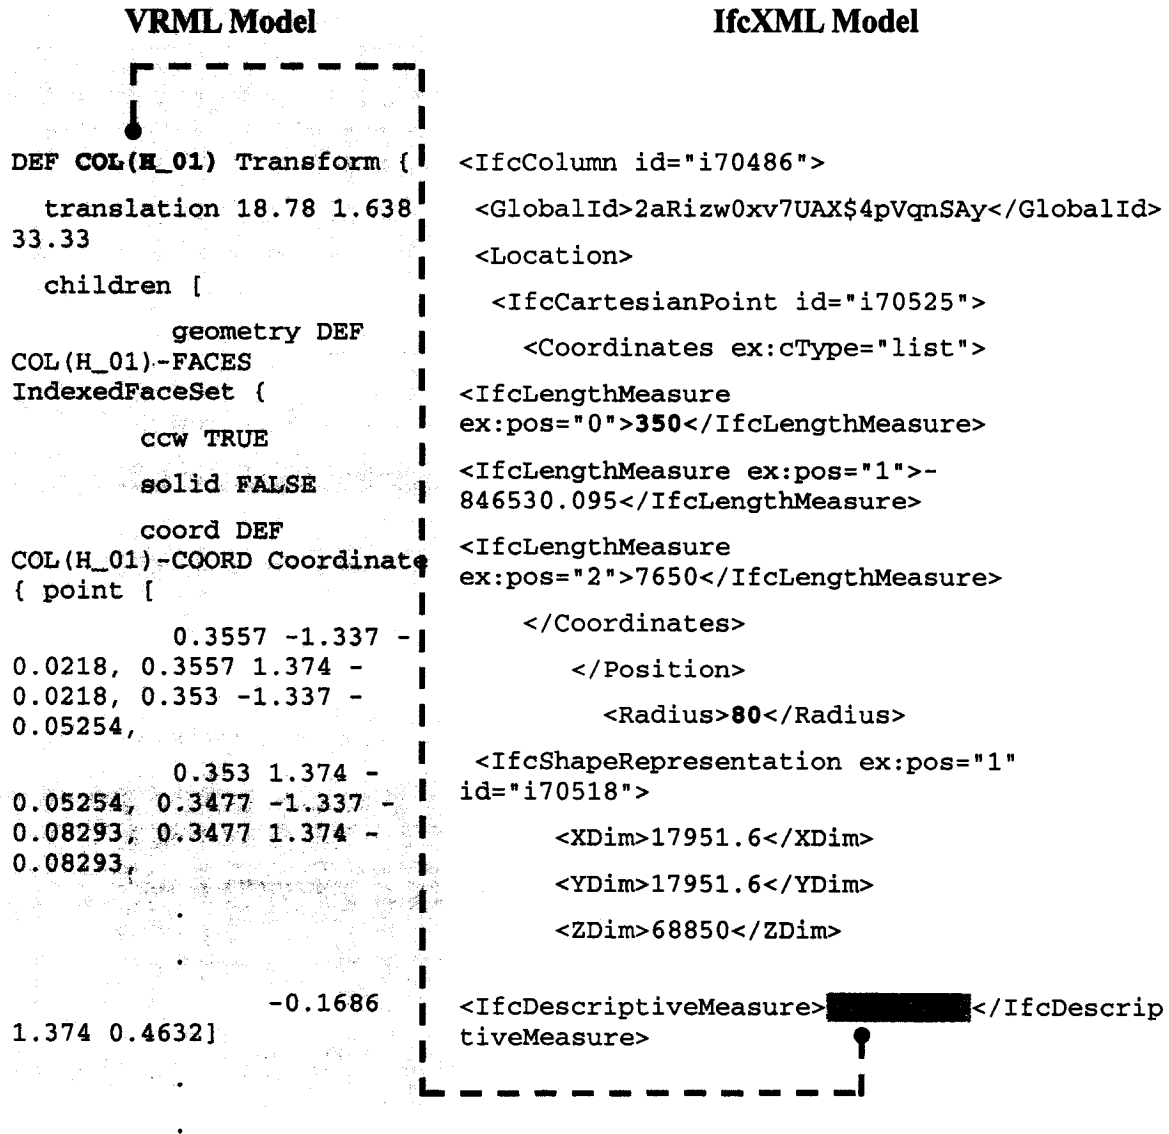 VRML Model
DEF COL(H_01) Transform {
translation 18.78 1.638
33.33
children [
geometry DEF
COL(H_01)-FACES
IndexedFaceSet {
ccw TRUE
solid FALSE
coord DEF
COL(H_01)-COORD Coordinate
{ point [
0.3557 -1.337 -
0.0218, 0.3557 1.374 -
0.0218, 0.353 -1.337 -
0.05254,
0.353 1.374 -
0.05254, 0.3477 -1.337 -
0.08293, 0.3477 1.374 -
0.08293,
.
.
-0.1686
1.374 0.4632]
.
.
IfcXML Model
<IfcColumn id="i70486">
<GlobalId>2aRizw0xv7UAX$4pVqnSAy</GlobalId>
<Location>
<IfcCartesianPoint id="i70525">
<Coordinates ex:cType="list">
<IfcLengthMeasure
ex:pos="0">350</IfcLengthMeasure>
<IfcLengthMeasure ex:pos="1">-
846530.095</IfcLengthMeasure>
<IfcLengthMeasure
ex:pos="2">7650</IfcLengthMeasure>
</Coordinates>
</Position>
<Radius>80</Radius>
<IfcShapeRepresentation ex:pos="1"
id="i70518">
<XDim>17951.6</XDim>
<YDim>17951.6</YDim>
<ZDim>68850</ZDim>
<IfcDescriptiveMeasure></IfcDescrip
tiveMeasure>